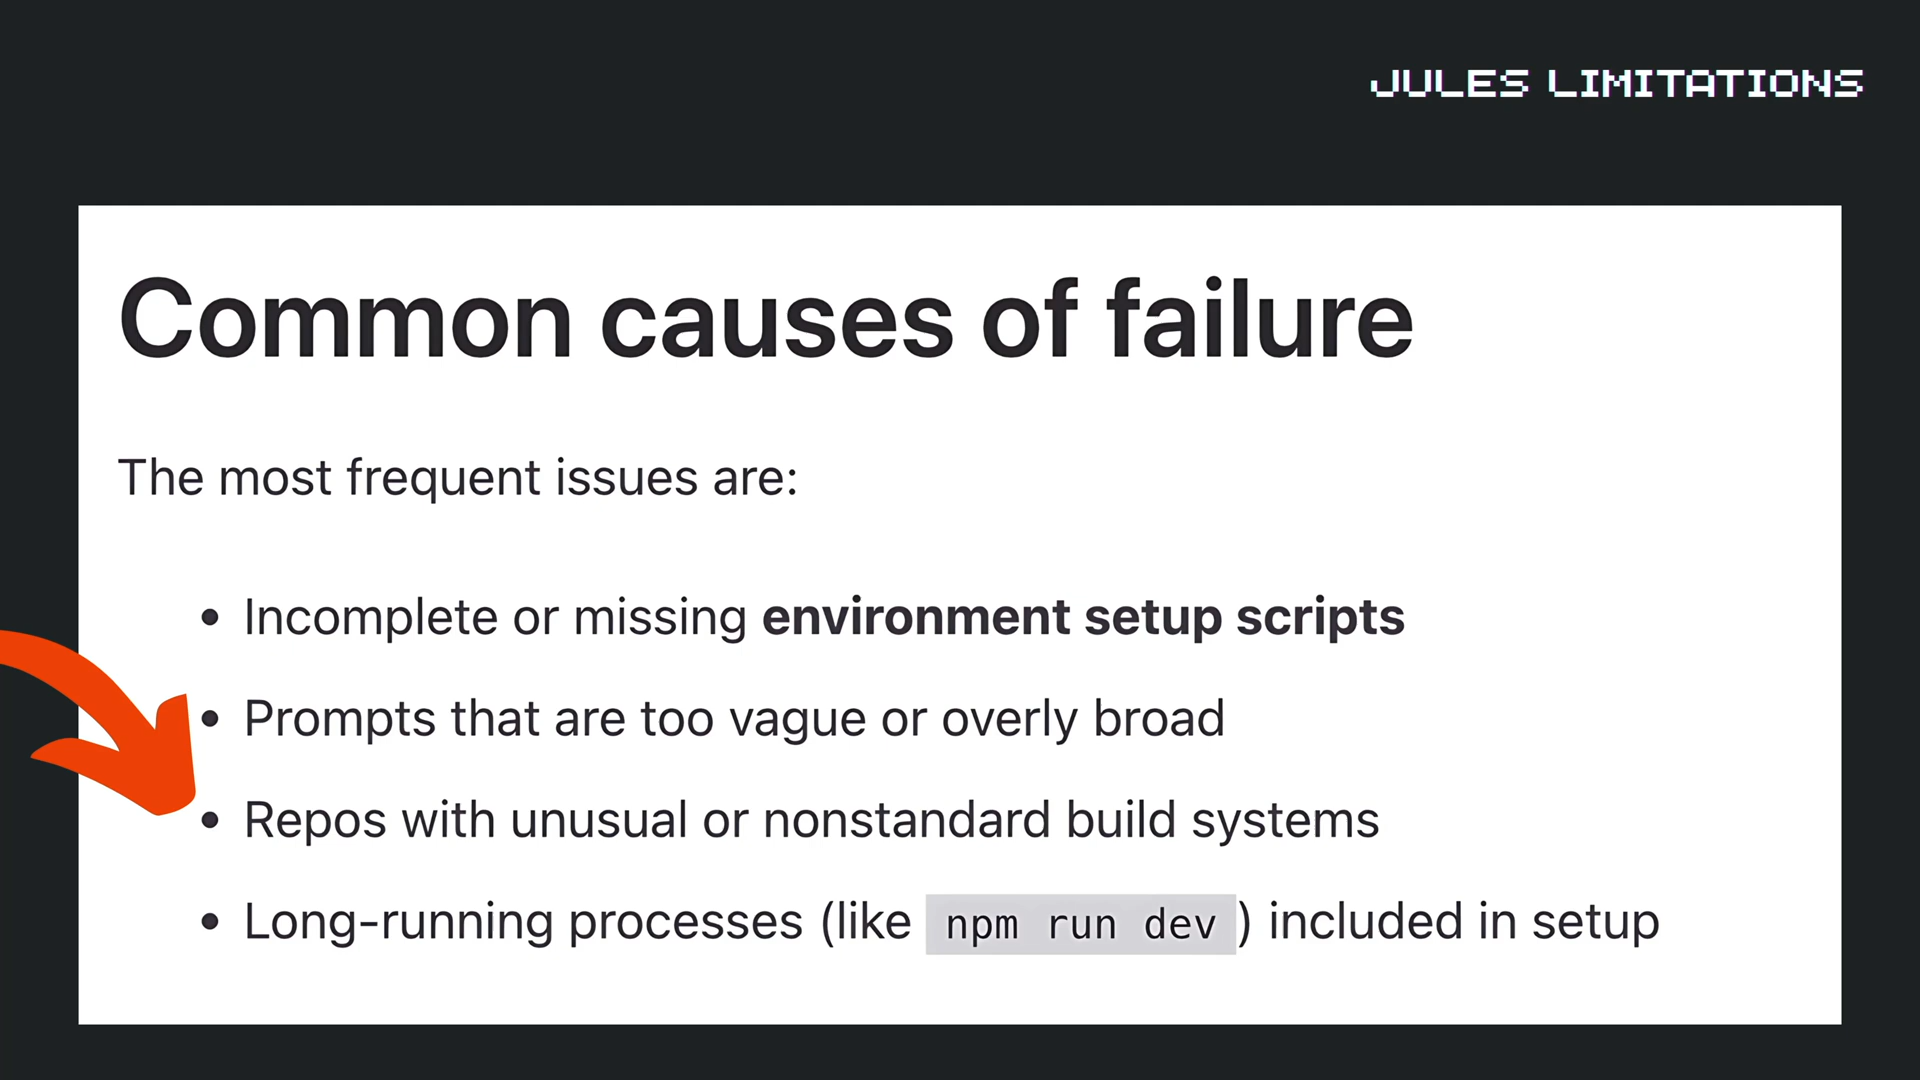 JULES LIMITATIONS
Common causes of failure
The most frequent issues are:
• Incomplete or missing environment setup scripts
• Prompts that are too vague or overly broad
• Repos with unusual or nonstandard build systems
• Long-running processes (like npm run dev) included in setup